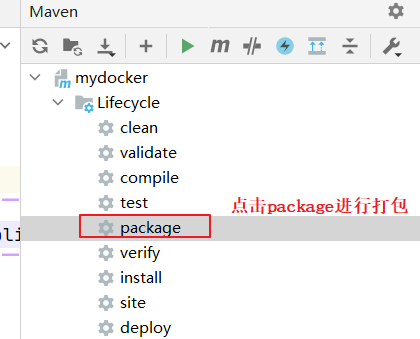 Maven
m
mydocker
Lifecycle
clean
validate
compile
test
点击package进行打包
package
oli
verify
install
site
deploy